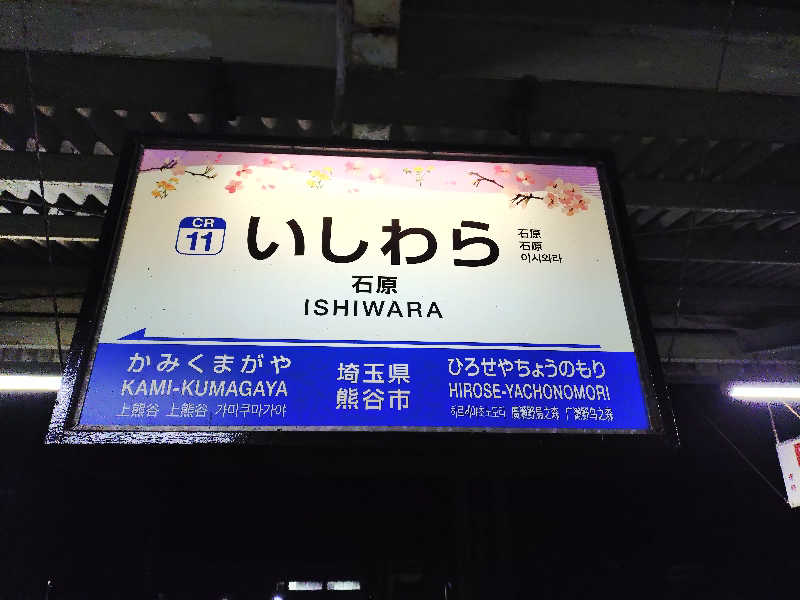 CR
11
いしわら
石原
ISHIWARA
石原
石原
이시와라
かみくまがや
KAMI-KUMAGAYA
上熊谷 上熊谷 가미쿠마가야
埼玉県
熊谷市
ひろせやちょうのもり
HIROSE-YACHONOMORI